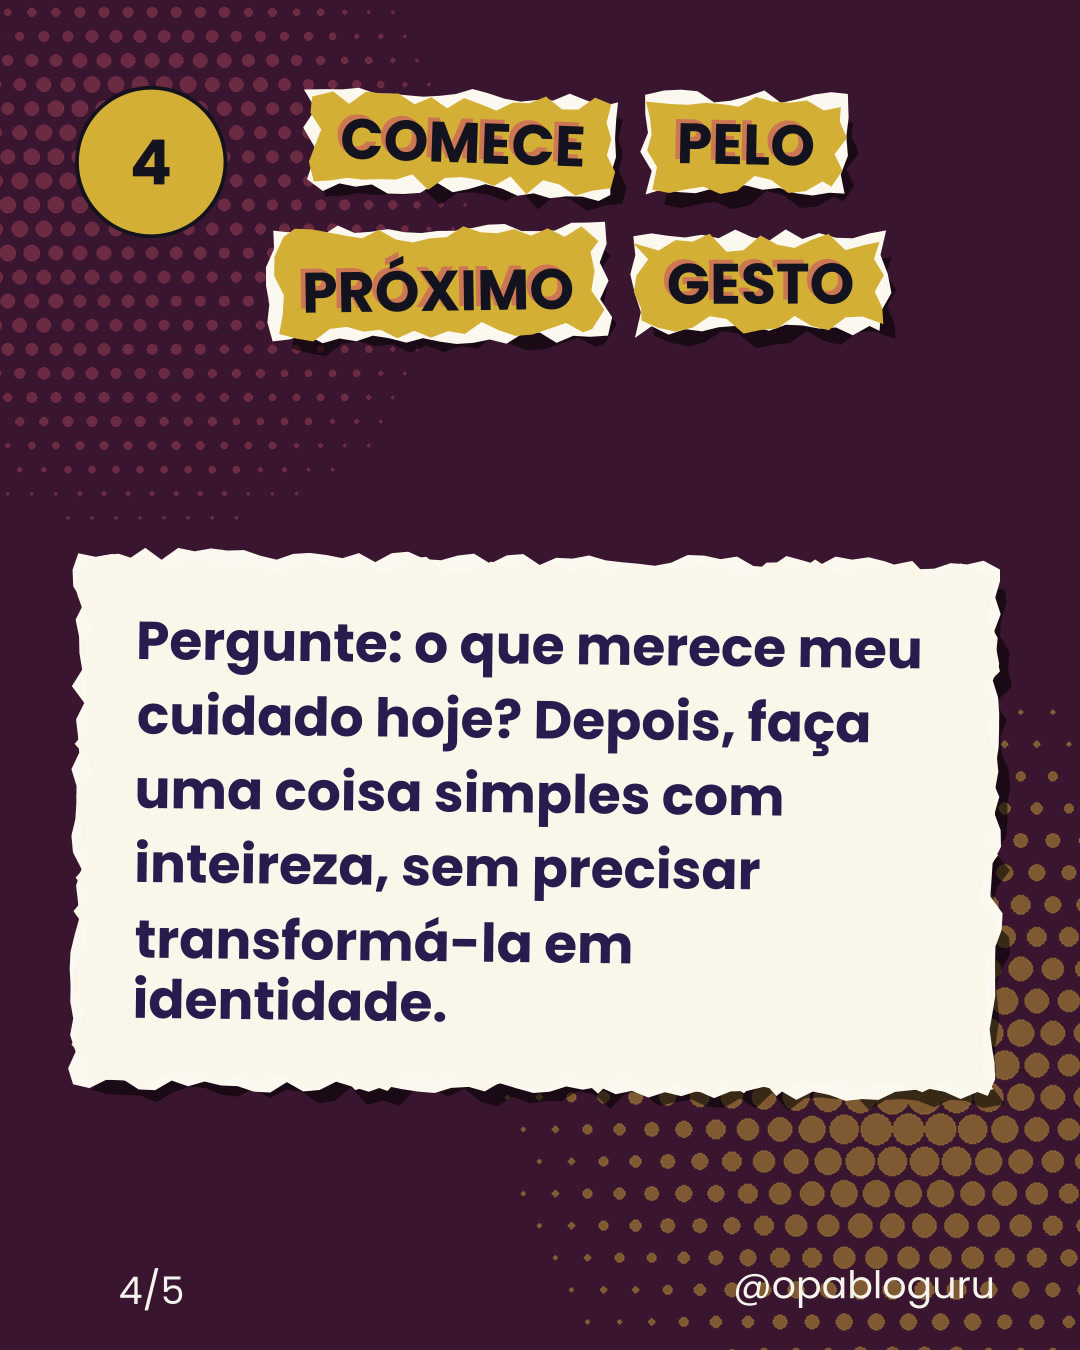 4
COMECE PELO
PRÓXIMO GESTO
Pergunte: o que merece meu
cuidado hoje? Depois, faça
uma coisa simples com
inteireza, sem precisar
transformá-la em
identidade.
4/5
@opabloguru